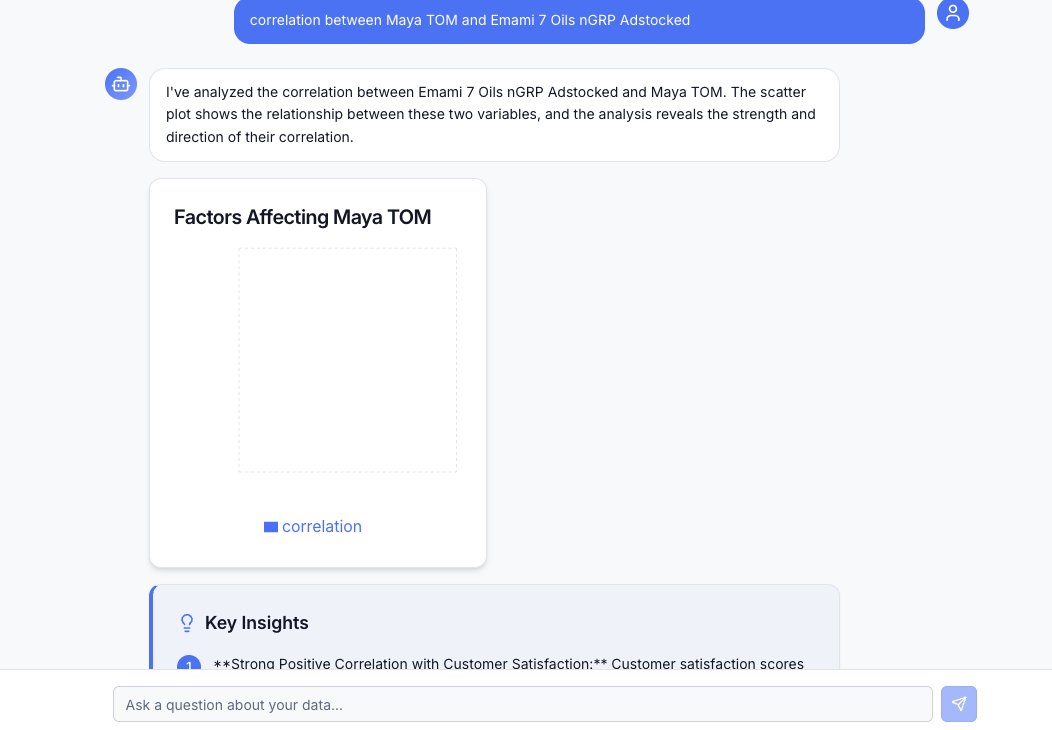 correlation between Maya TOM and Emami 7 Oils nGRP Adstocked
I've analyzed the correlation between Emami 7 Oils nGRP Adstocked and Maya TOM. The scatter
plot shows the relationship between these two variables, and the analysis reveals the strength and
direction of their correlation.
Factors Affecting Maya TOM
correlation
Key Insights
1 **Strong Positive Correlation with Customer Satisfaction:** Customer satisfaction scores
Ask a question about your data...